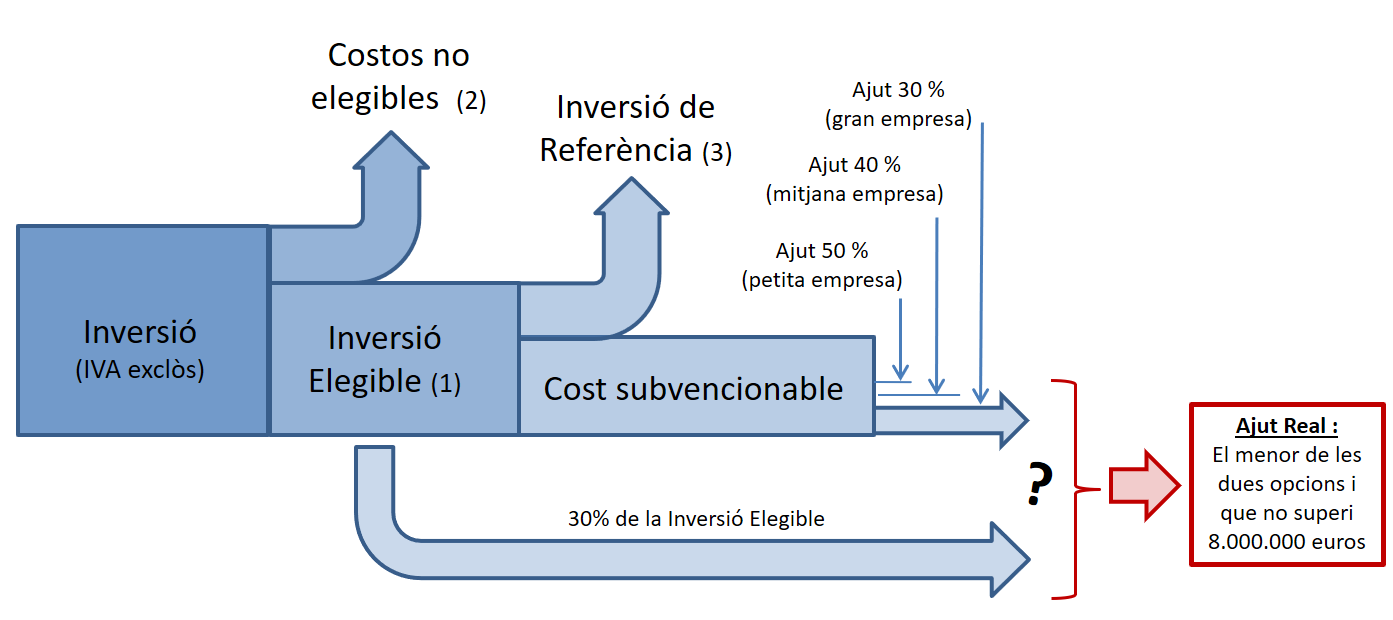 Costos no
elegibles (2)
Inversió de
Referència (3)
Ajut 30 %
(gran empresa)
Ajut 40 %
(mitjana empresa)
Ajut 50 %
(petita empresa)
Inversió
(IVA exclòs)
Inversió
Elegible (1)
Cost subvencionable
30% de la Inversió Elegible
?
Ajut Real :
El menor de les
dues opcions i
que no superi
8.000.000 euros